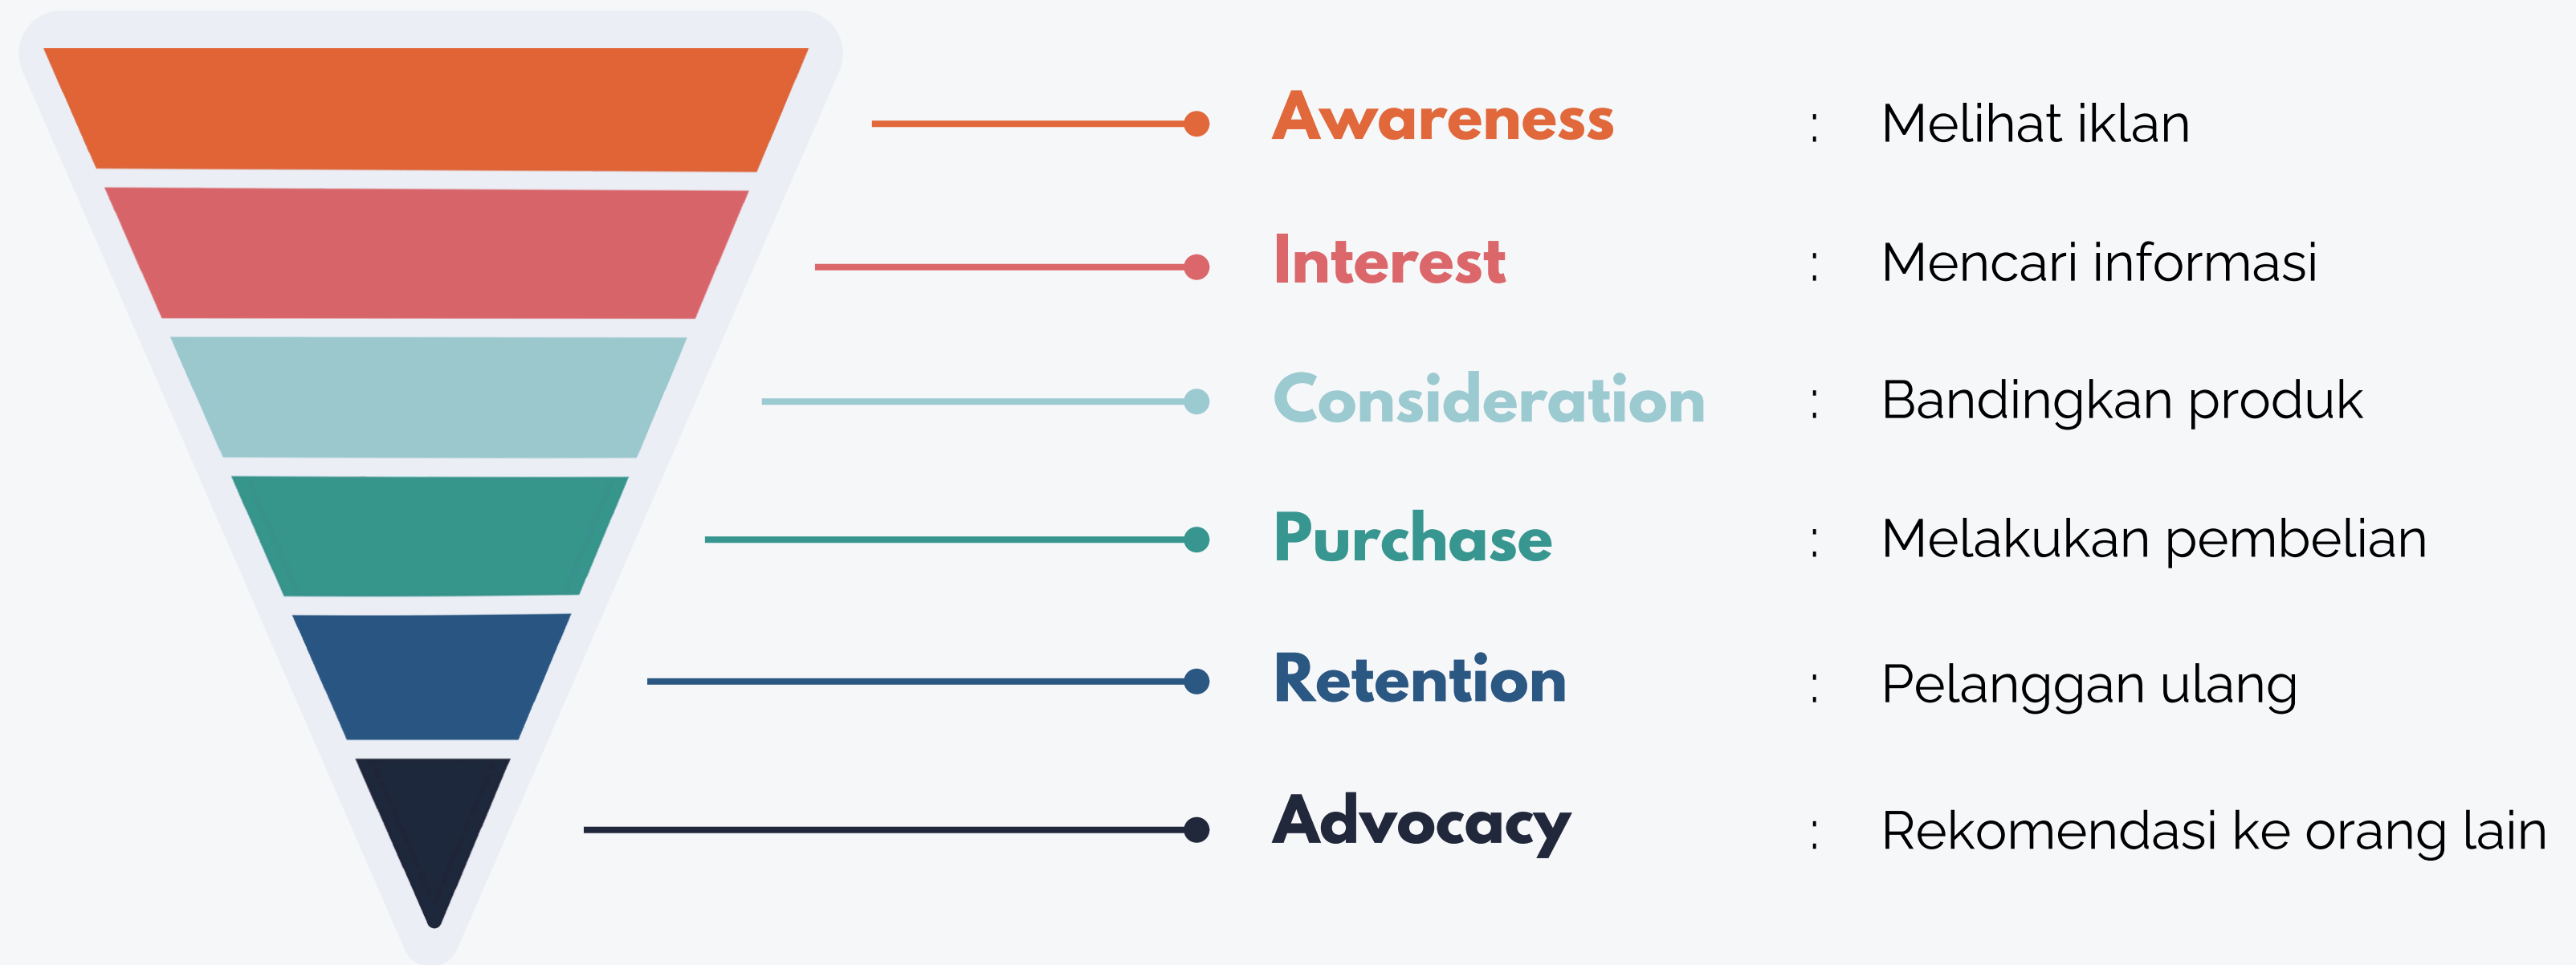 Awareness : Melihat iklan
Interest : Mencari informasi
Consideration : Bandingkan produk
Purchase : Melakukan pembelian
Retention : Pelanggan ulang
Advocacy : Rekomendasi ke orang lain